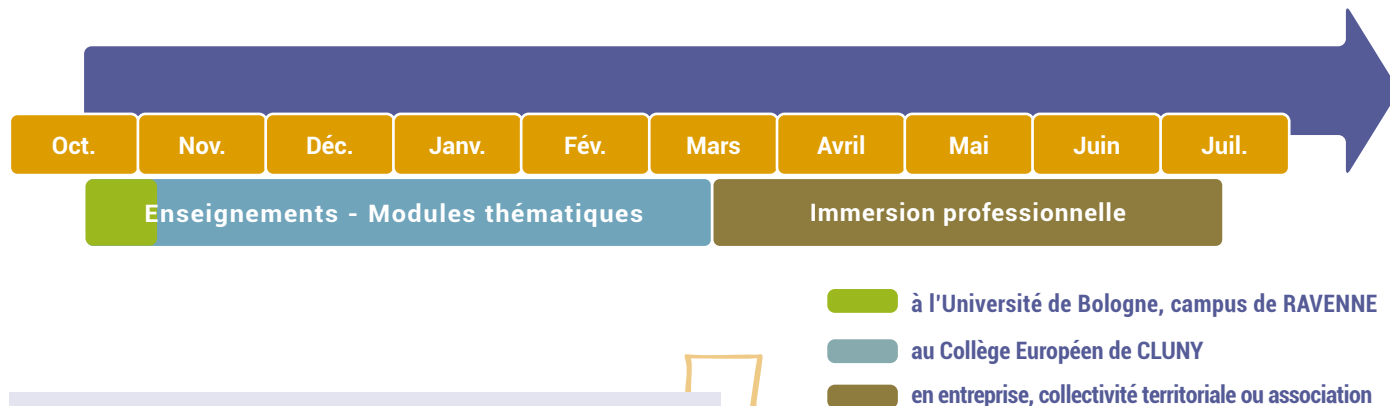 Oct. Nov. Déc. Janv. Fév. Mars Avril Mai Juin Juil.
Enseignements - Modules thématiques Immersion professionnelle
à l'Université de Bologne, campus de RAVENNE
au Collège Européen de CLUNY
en entreprise, collectivité territoriale ou association